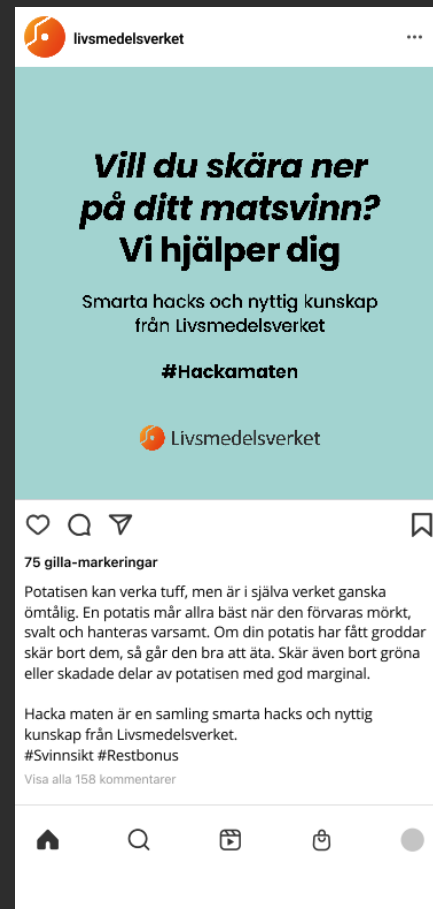 livsmedelsverket
Vill du skära ner
på ditt matsvinn?
Vi hjälper dig
Smarta hacks och nyttig kunskap
från Livsmedelsverket
#Hackamaten
Livsmedelsverket
75 gilla-markeringar
Potatisen kan verka tuff, men är i själva verket ganska
ömtålig. En potatis mår allra bäst när den förvaras mörkt,
svalt och hanteras varsamt. Om din potatis har fått groddar
skär bort dem, så går den bra att äta. Skär även bort gröna
eller skadade delar av potatisen med god marginal.
Hacka maten är en samling smarta hacks och nyttig
kunskap från Livsmedelsverket.
#Svinnsikt #Restbonus
Visa alla 158 kommentarer